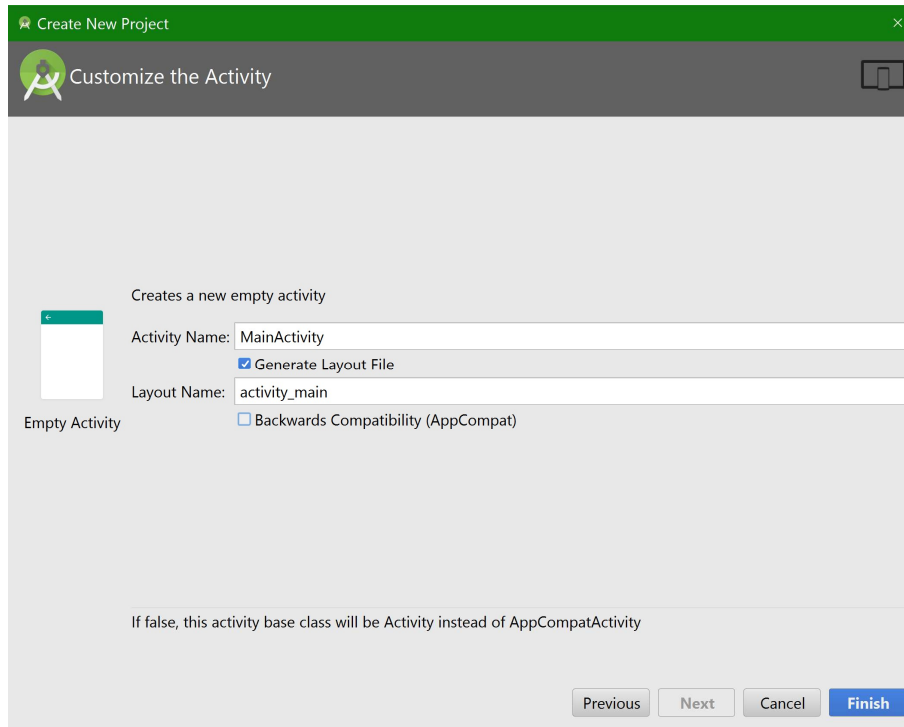 Create New Project
Customize the Activity
Creates a new empty activity
Activity Name: MainActivity
Generate Layout File
Layout Name: activity_main
Empty Activity
Backwards Compatibility (AppCompat)
If false, this activity base class will be Activity instead of AppCompatActivity
Previous Next Cancel Finish